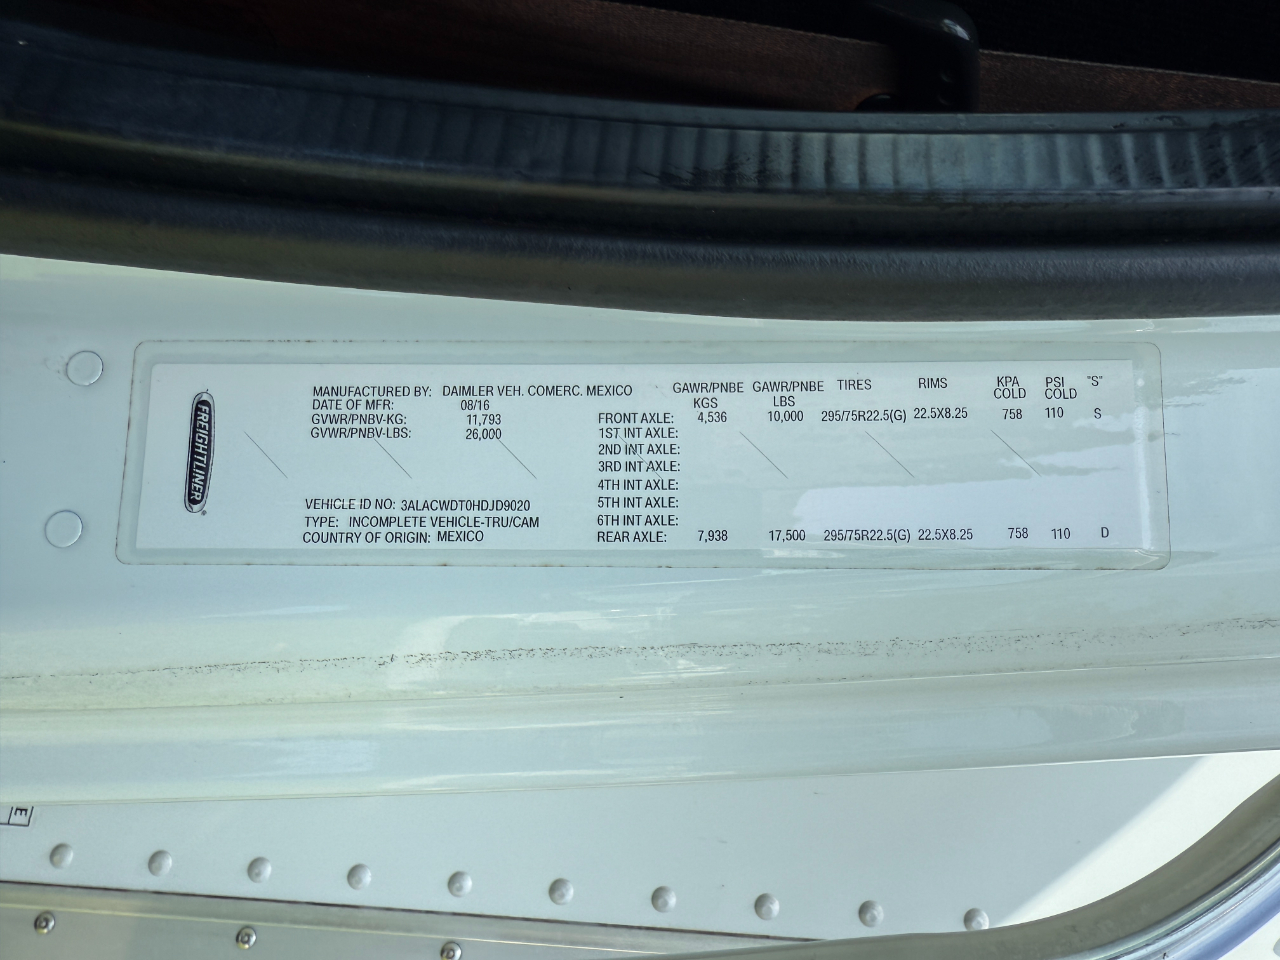 FREIGHTLINER
MANUFACTURED BY: DAIMLER VEH. COMERC. MEXICO
DATE OF MFR: 08/16
GVWR/PNBV-KG: 11,793
GVWR/PNBV-LBS: 26,000
VEHICLE ID NO: 3ALACWDT0HDJD9020
TYPE: INCOMPLETE VEHICLE-TRU/CAM
COUNTRY OF ORIGIN: MEXICO
GAWR/PNBE KGS GAWR/PNBE LBS TIRES RIMS KPA COLD PSI COLD "S"
FRONT AXLE: 4,536 10,000 295/75R22.5(G) 22.5X8.25 758 110 S
1ST INT AXLE:
2ND INT AXLE:
3RD INT AXLE:
4TH INT AXLE:
5TH INT AXLE:
6TH INT AXLE:
REAR AXLE: 7,938 17,500 295/75R22.5(G) 22.5X8.25 758 110 D
E